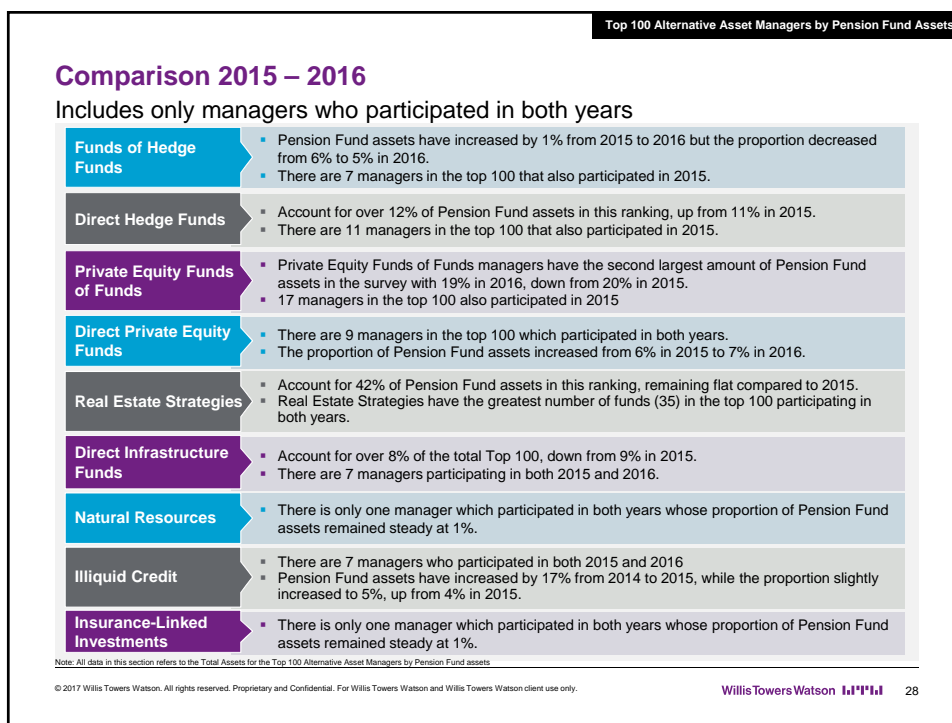 Top 100 Alternative Asset Managers by Pension Fund Assets
Comparison 2015 – 2016
Includes only managers who participated in both years
Funds of Hedge
Funds
▪ Pension Fund assets have increased by 1% from 2015 to 2016 but the proportion decreased
from 6% to 5% in 2016.
▪ There are 7 managers in the top 100 that also participated in 2015.
Direct Hedge Funds
▪ Account for over 12% of Pension Fund assets in this ranking, up from 11% in 2015.
▪ There are 11 managers in the top 100 that also participated in 2015.
Private Equity Funds
of Funds
▪ Private Equity Funds of Funds managers have the second largest amount of Pension Fund
assets in the survey with 19% in 2016, down from 20% in 2015.
▪ 17 managers in the top 100 also participated in 2015
Direct Private Equity
Funds
▪ There are 9 managers in the top 100 which participated in both years.
▪ The proportion of Pension Fund assets increased from 6% in 2015 to 7% in 2016.
Real Estate Strategies
▪ Account for 42% of Pension Fund assets in this ranking, remaining flat compared to 2015.
▪ Real Estate Strategies have the greatest number of funds (35) in the top 100 participating in
both years.
Direct Infrastructure
Funds
▪ Account for over 8% of the total Top 100, down from 9% in 2015.
▪ There are 7 managers participating in both 2015 and 2016.
Natural Resources
▪ There is only one manager which participated in both years whose proportion of Pension Fund
assets remained steady at 1%.
Illiquid Credit
▪ There are 7 managers who participated in both 2015 and 2016
▪ Pension Fund assets have increased by 17% from 2014 to 2015, while the proportion slightly
increased to 5%, up from 4% in 2015.
Insurance-Linked
Investments
▪ There is only one manager which participated in both years whose proportion of Pension Fund
assets remained steady at 1%.
Note: All data in this section refers to the Total Assets for the Top 100 Alternative Asset Managers by Pension Fund assets
© 2017 Willis Towers Watson. All rights reserved. Proprietary and Confidential. For Willis Towers Watson and Willis Towers Watson client use only.
WillisTowersWatson
28